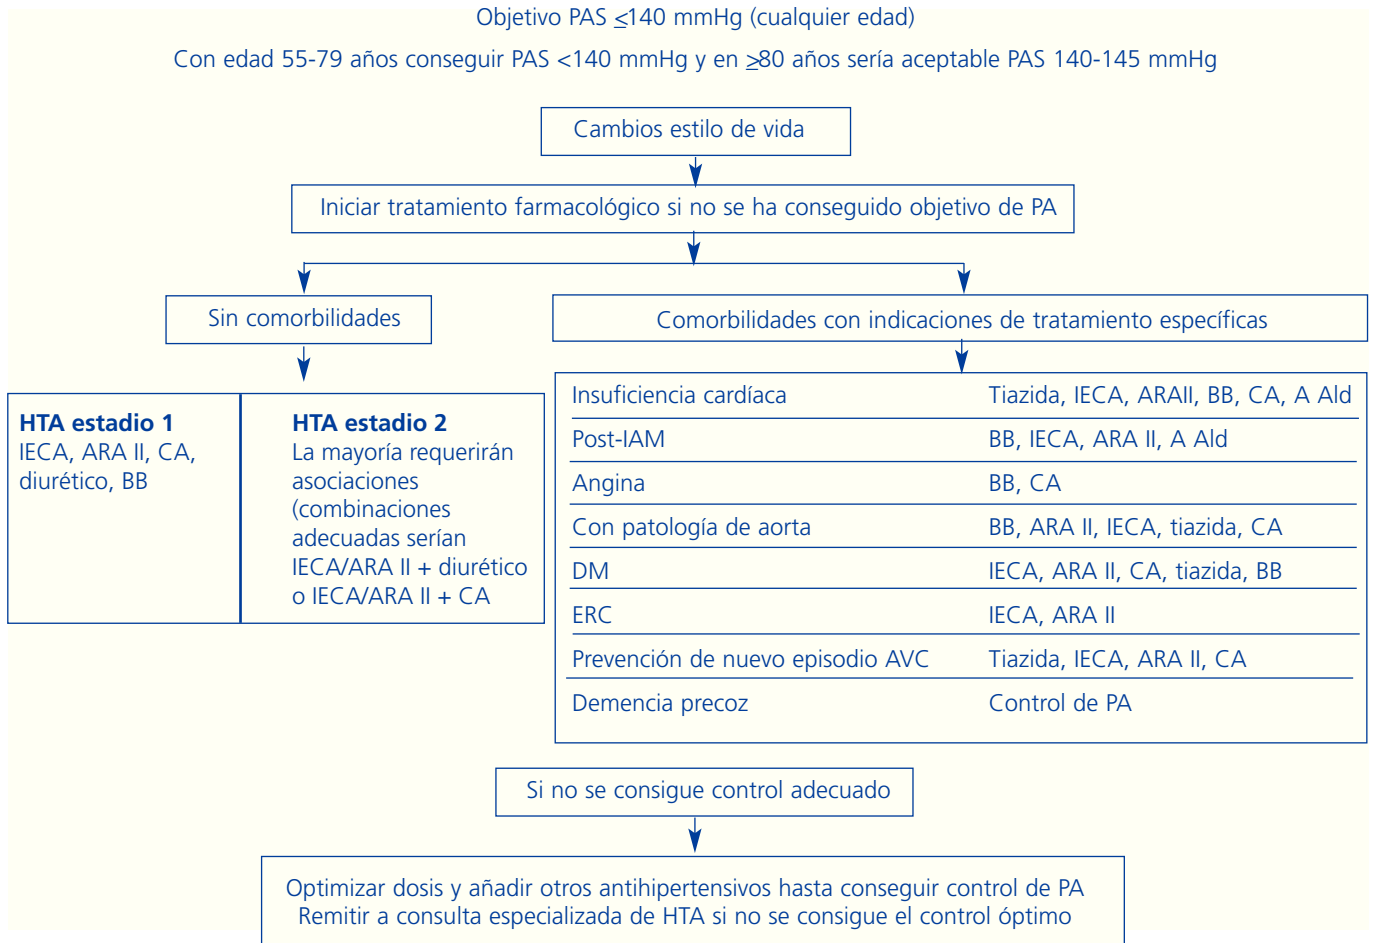 Objetivo PAS ≤140 mmHg (cualquier edad)
Con edad 55-79 años conseguir PAS <140 mmHg y en ≥80 años sería aceptable PAS 140-145 mmHg
Cambios estilo de vida
Iniciar tratamiento farmacológico si no se ha conseguido objetivo de PA
Sin comorbilidades
Comorbilidades con indicaciones de tratamiento específicas
HTA estadio 1
IECA, ARA II, CA,
diurético, BB
HTA estadio 2
La mayoría requerirán
asociaciones
(combinaciones
adecuadas serían
IECA/ARA II + diurético
o IECA/ARA II + CA
Insuficiencia cardíaca Tiazida, IECA, ARAII, BB, CA, A Ald
Post-IAM BB, IECA, ARA II, A Ald
Angina BB, CA
Con patología de aorta BB, ARA II, IECA, tiazida, CA
DM IECA, ARA II, CA, tiazida, BB
ERC IECA, ARA II
Prevención de nuevo episodio AVC Tiazida, IECA, ARA II, CA
Demencia precoz Control de PA
Si no se consigue control adecuado
Optimizar dosis y añadir otros antihipertensivos hasta conseguir control de PA
Remitir a consulta especializada de HTA si no se consigue el control óptimo